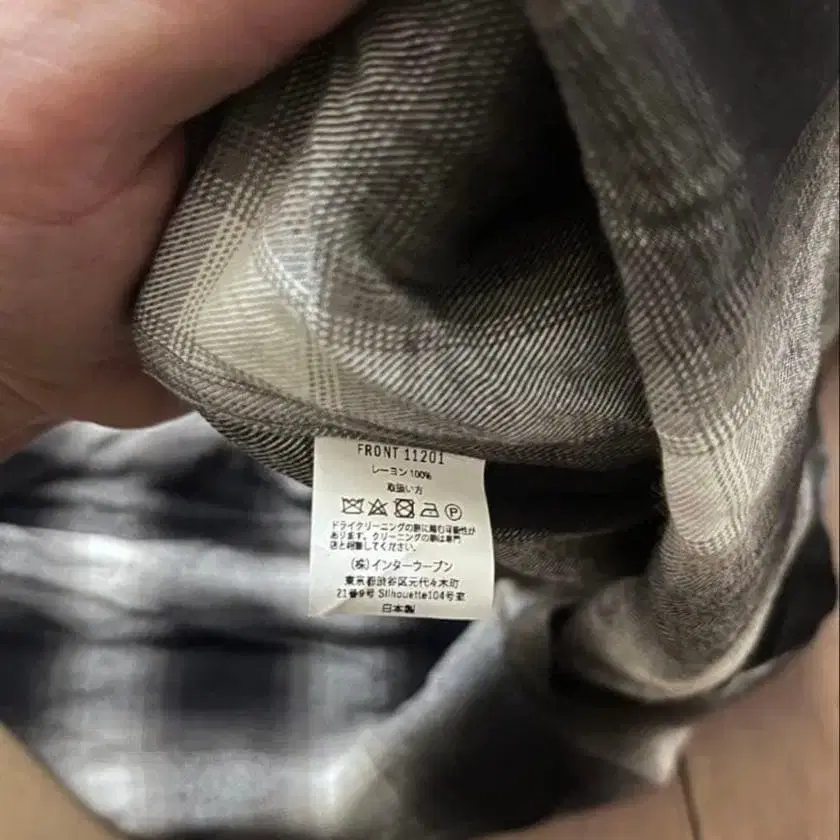 FRONT 11201
レーヨン100%
取扱い方
P
ドライクリーニングの際に縮む可能性が
あります。クリーニングの際は専門
店と相談してください。
(株)インターウーブン
東京都渋谷区元代々木町
21番9号 Silhouette104号室
日本製